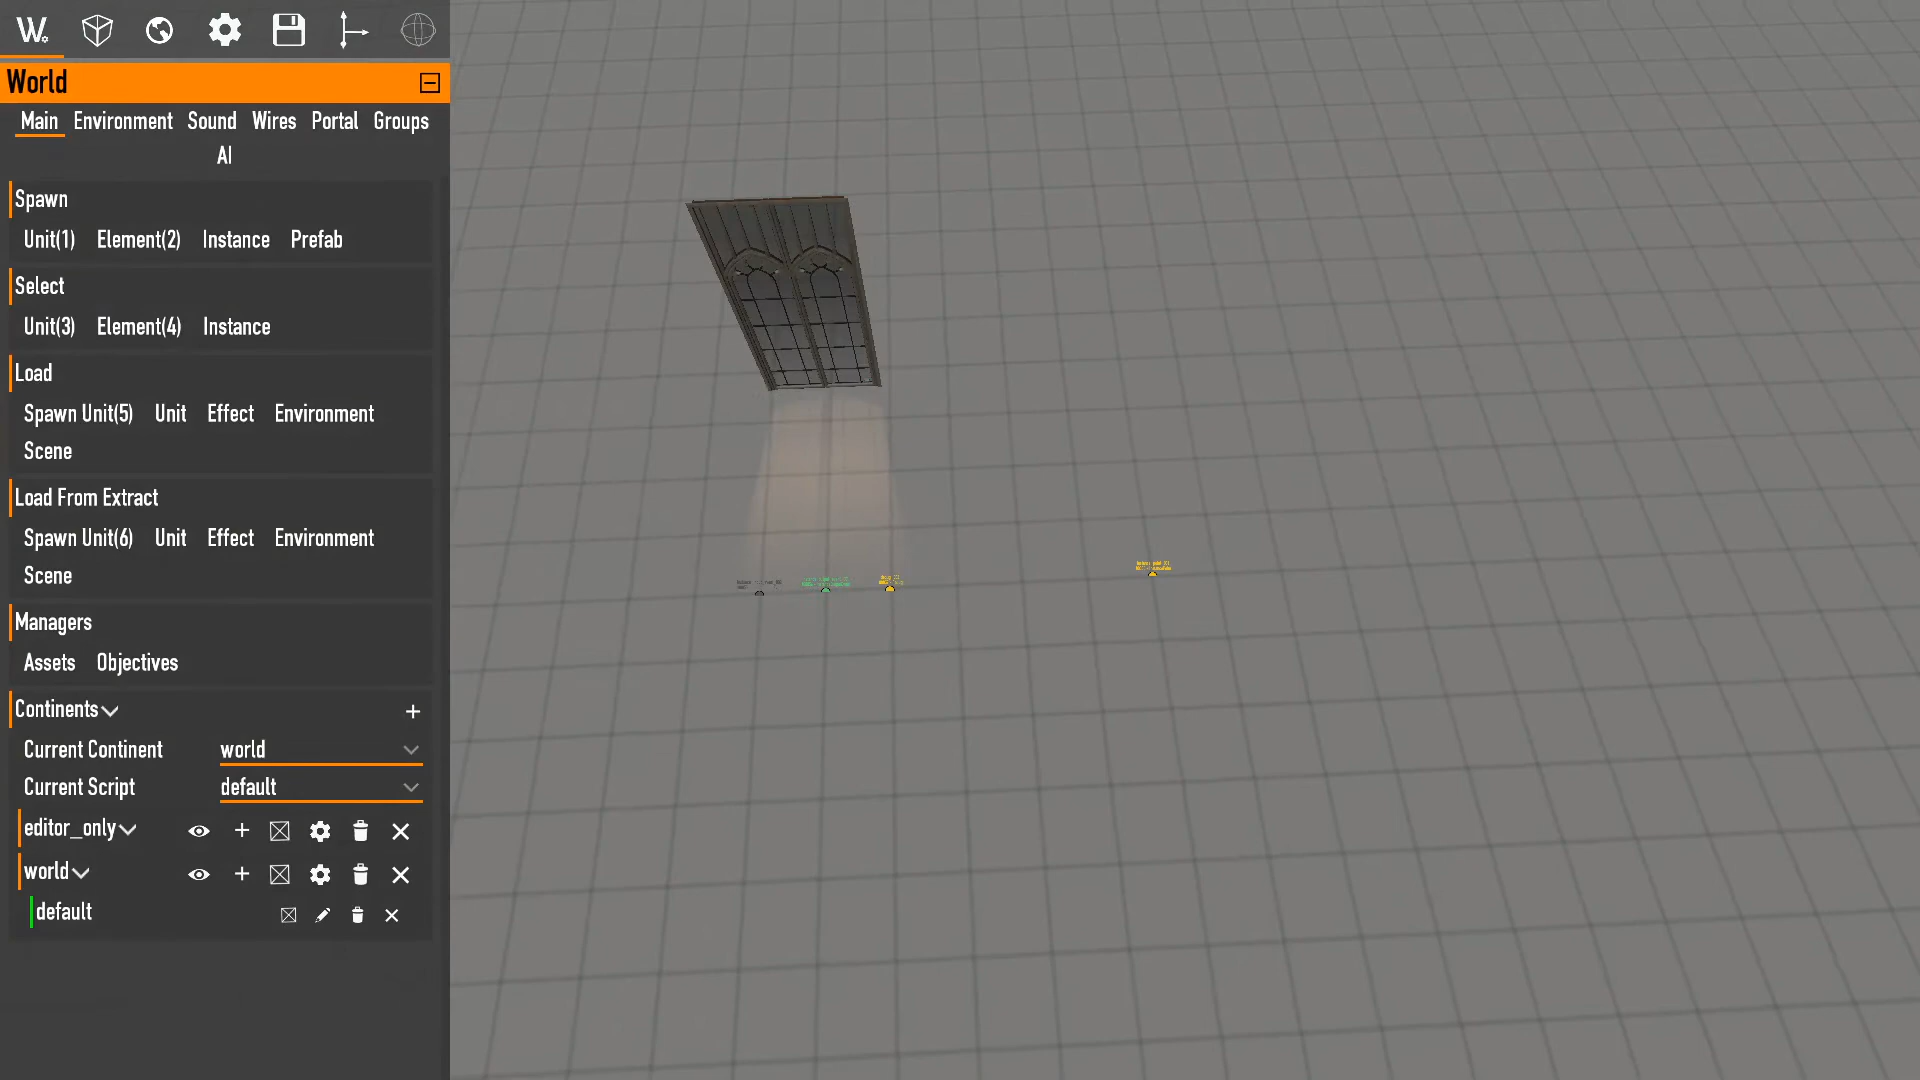 W.
World
Main Environment Sound Wires Portal Groups
AI
Spawn
Unit(1) Element(2) Instance Prefab
Select
Unit(3) Element(4) Instance
Load
Spawn Unit(5) Unit Effect Environment
Scene
Load From Extract
Spawn Unit(6) Unit Effect Environment
Scene
Managers
Assets Objectives
Continents
Current Continent world
Current Script default
editor_only
world
default